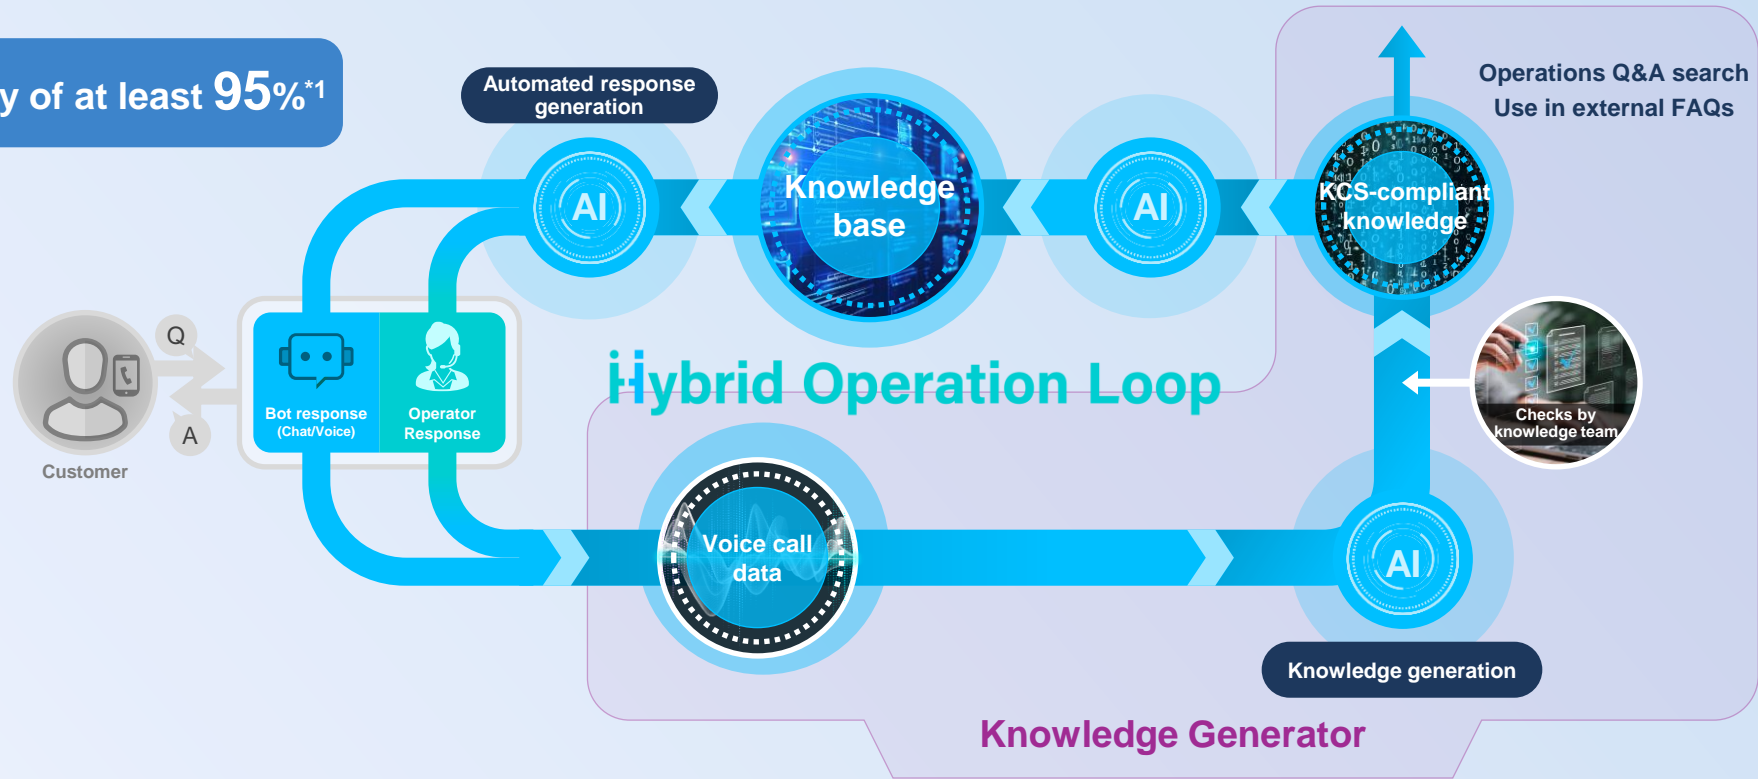 y of at least 95%*1
Automated response
generation
Operations Q&A search
Use in external FAQs
AI
Knowledge
base
AI
KCS-compliant
knowledge
Q
A
Customer
Bot response
(Chat/Voice)
Operator
Response
Hybrid Operation Loop
Checks by
knowledge team
Voice call
data
AI
Knowledge generation
Knowledge Generator